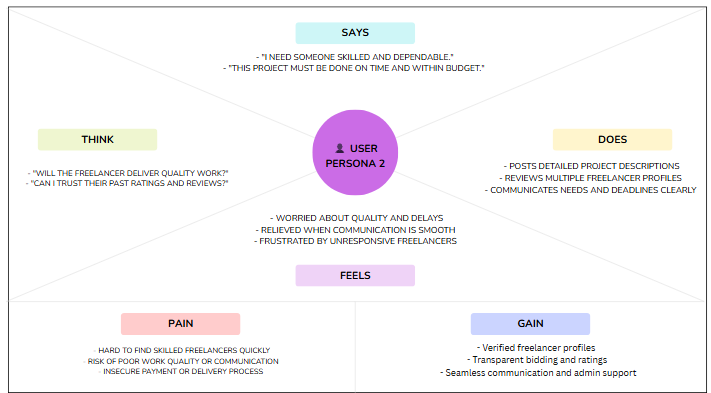 SAYS
- "I NEED SOMEONE SKILLED AND DEPENDABLE."
- "THIS PROJECT MUST BE DONE ON TIME AND WITHIN BUDGET."
THINK
- "WILL THE FREELANCER DELIVER QUALITY WORK?"
- "CAN I TRUST THEIR PAST RATINGS AND REVIEWS?"
USER
PERSONA 2
DOES
- POSTS DETAILED PROJECT DESCRIPTIONS
- REVIEWS MULTIPLE FREELANCER PROFILES
- COMMUNICATES NEEDS AND DEADLINES CLEARLY
- WORRIED ABOUT QUALITY AND DELAYS
- RELIEVED WHEN COMMUNICATION IS SMOOTH
- FRUSTRATED BY UNRESPONSIVE FREELANCERS
FEELS
PAIN
- HARD TO FIND SKILLED FREELANCERS QUICKLY
- RISK OF POOR WORK QUALITY OR COMMUNICATION
- INSECURE PAYMENT OR DELIVERY PROCESS
GAIN
- Verified freelancer profiles
- Transparent bidding and ratings
- Seamless communication and admin support